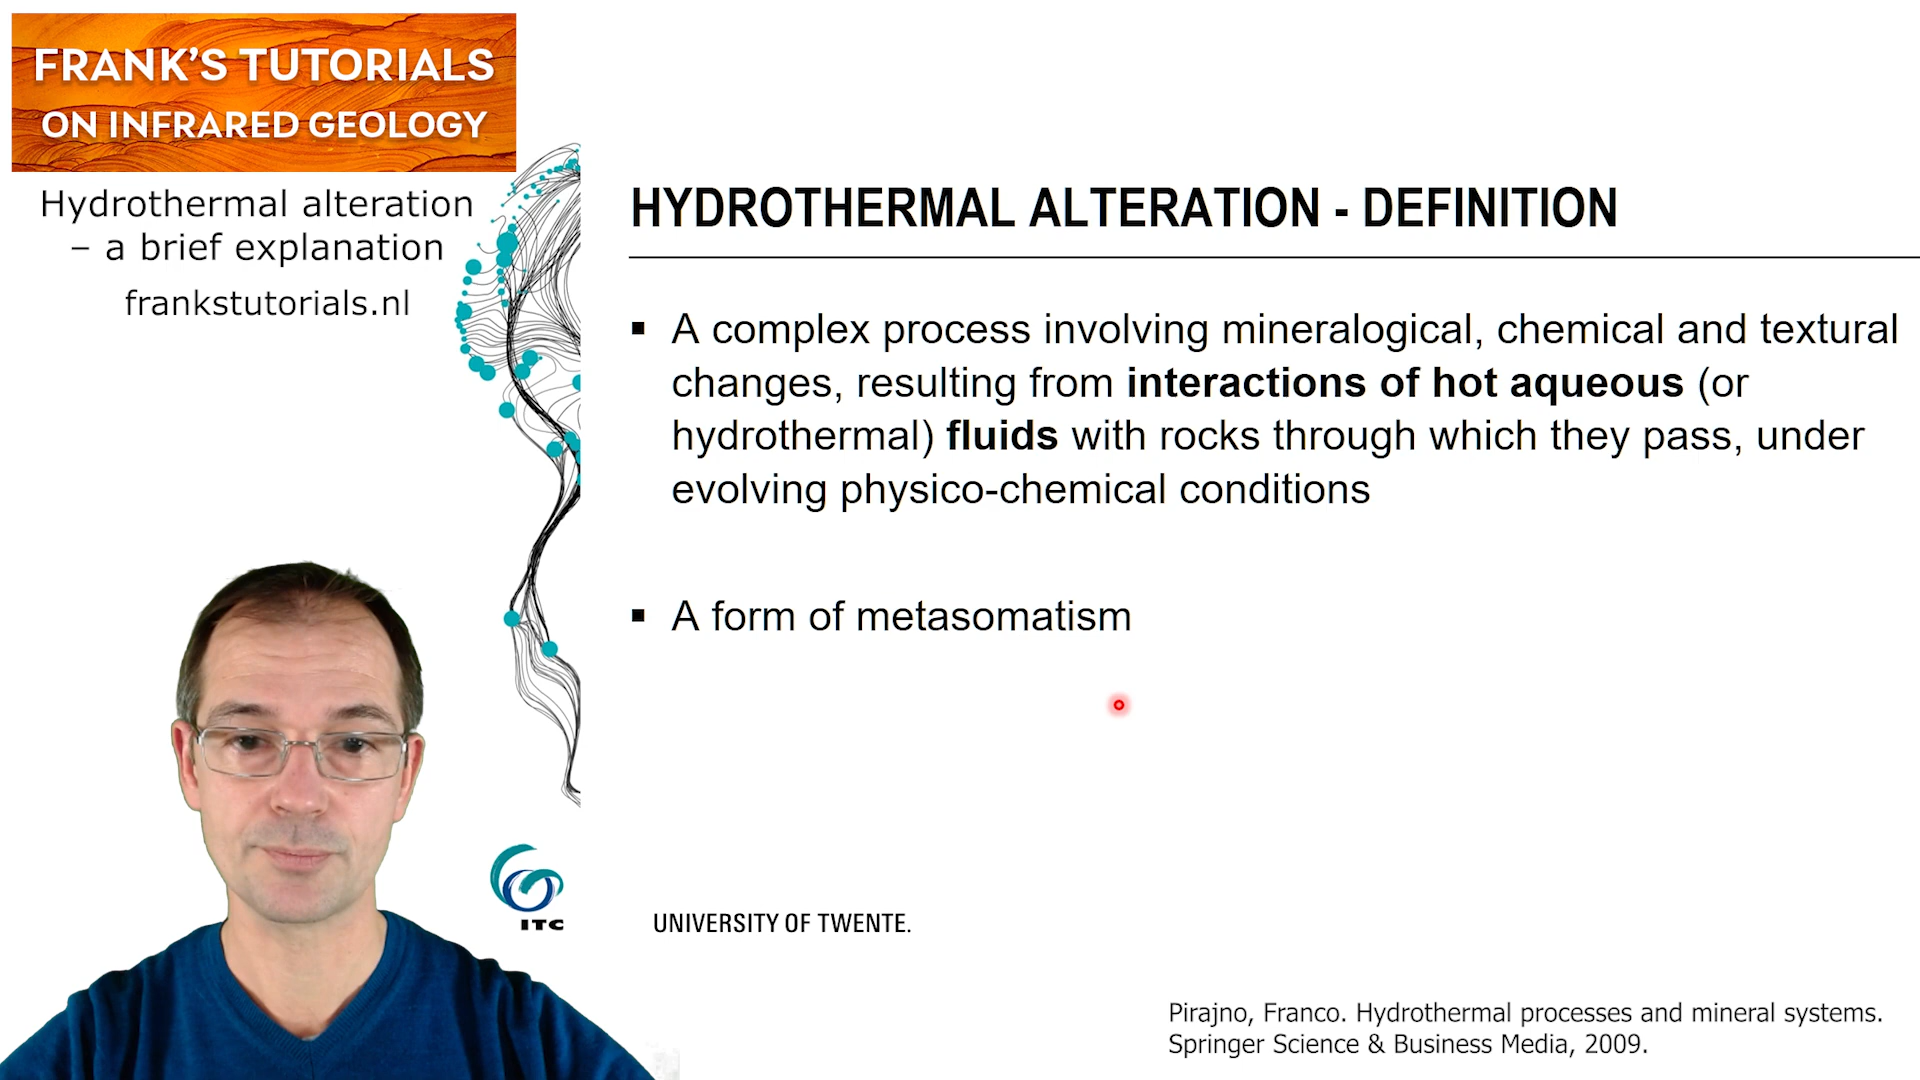 FRANK'S TUTORIALS
ON INFRARED GEOLOGY
Hydrothermal alteration
– a brief explanation
frankstutorials.nl
HYDROTHERMAL ALTERATION - DEFINITION
▪ A complex process involving mineralogical, chemical and textural
changes, resulting from interactions of hot aqueous (or
hydrothermal) fluids with rocks through which they pass, under
evolving physico-chemical conditions
▪ A form of metasomatism
ITC
UNIVERSITY OF TWENTE.
Pirajno, Franco. Hydrothermal processes and mineral systems.
Springer Science & Business Media, 2009.